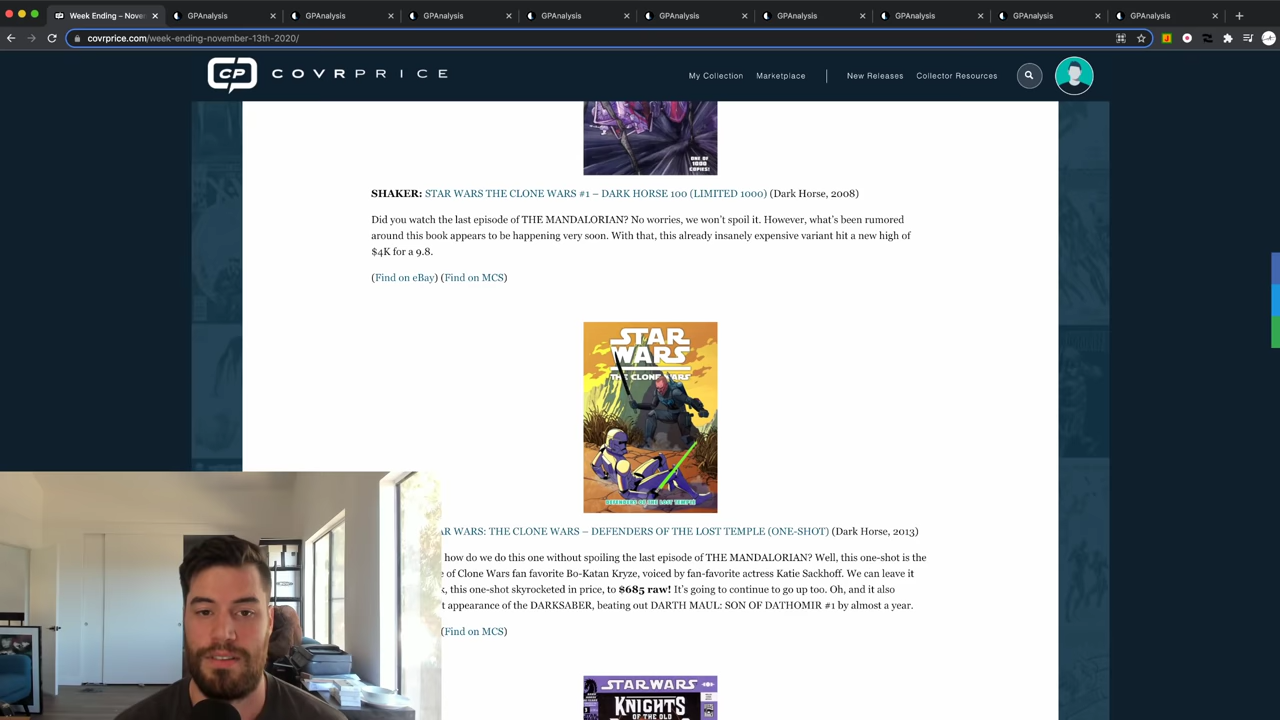 Week Ending – Nove
GPAnalysis
GPAnalysis
GPAnalysis
GPAnalysis
GPAnalysis
GPAnalysis
GPAnalysis
GPAnalysis
GPAnalysis
covrprice.com/week-ending-november-13th-2020/
CP COVRPRICE
My Collection
Marketplace
New Releases
Collector Resources
ONE OF
1000
COPIES!
SHAKER: STAR WARS THE CLONE WARS #1 – DARK HORSE 100 (LIMITED 1000) (Dark Horse, 2008)
Did you watch the last episode of THE MANDALORIAN? No worries, we won't spoil it. However, what's been rumored
around this book appears to be happening very soon. With that, this already insanely expensive variant hit a new high of
$4K for a 9.8.
(Find on eBay) (Find on MCS)
STAR
WARS
THE CLONE WARS
DEFENDERS OF THE LOST TEMPLE
AR WARS: THE CLONE WARS – DEFENDERS OF THE LOST TEMPLE (ONE-SHOT) (Dark Horse, 2013)
how do we do this one without spoiling the last episode of THE MANDALORIAN? Well, this one-shot is the
e of Clone Wars fan favorite Bo-Katan Kryze, voiced by fan-favorite actress Katie Sackhoff. We can leave it
, this one-shot skyrocketed in price, to $685 raw! It's going to continue to go up too. Oh, and it also
t appearance of the DARKSABER, beating out DARTH MAUL: SON OF DATHOMIR #1 by almost a year.
(Find on MCS)
STAR WARS
KNIGHTS
OF THE OLD